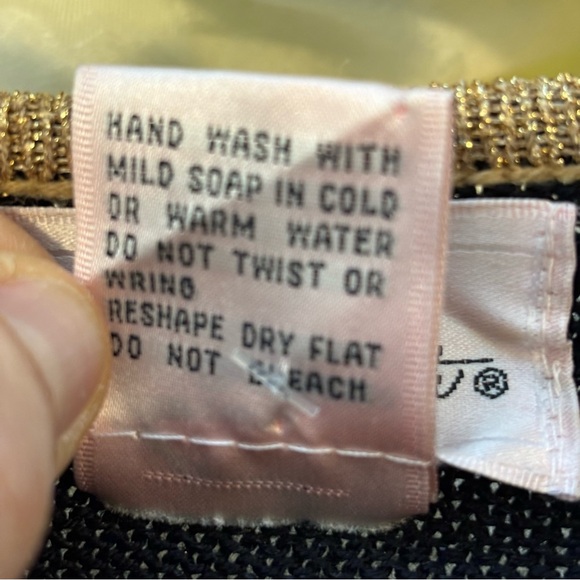 HAND WASH WITH
MILD SOAP IN COLD
OR WARM WATER
DO NOT TWIST OR
WRING
RESHAPE DRY FLAT
DO NOT BLEACH
®